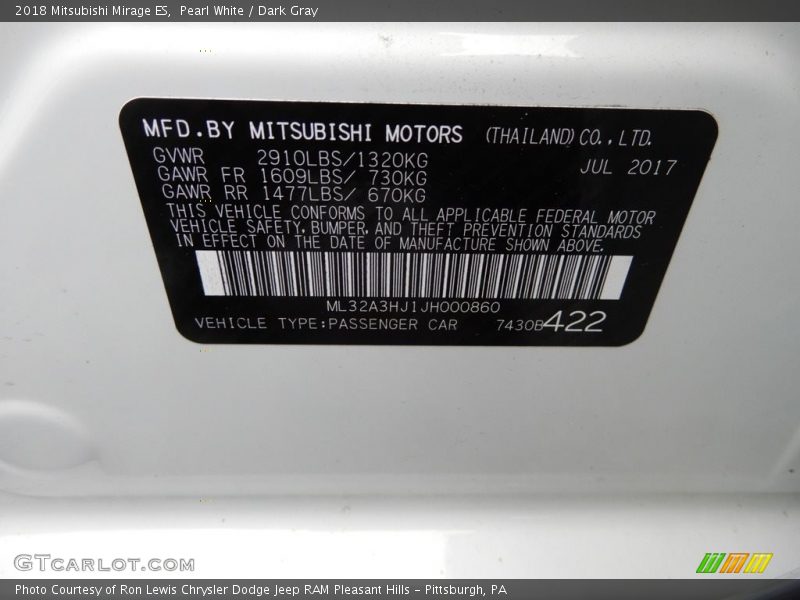 2018 Mitsubishi Mirage ES,  Pearl White / Dark Gray
MFD.BY MITSUBISHI MOTORS (THAILAND) CO.,LTD.
GVWR 2910LBS/1320KG JUL 2017
GAWR FR 1609LBS/ 730KG
GAWR RR 1477LBS/ 670KG
THIS VEHICLE CONFORMS TO ALL APPLICABLE FEDERAL MOTOR
VEHICLE SAFETY, BUMPER, AND THEFT PREVENTION STANDARDS
IN EFFECT ON THE DATE OF MANUFACTURE SHOWN ABOVE.
ML32A3HJ1JH000860
VEHICLE TYPE:PASSENGER CAR 7430B422
GTCARLOT.COM
Photo Courtesy of Ron Lewis Chrysler Dodge Jeep RAM Pleasant Hills - Pittsburgh, PA